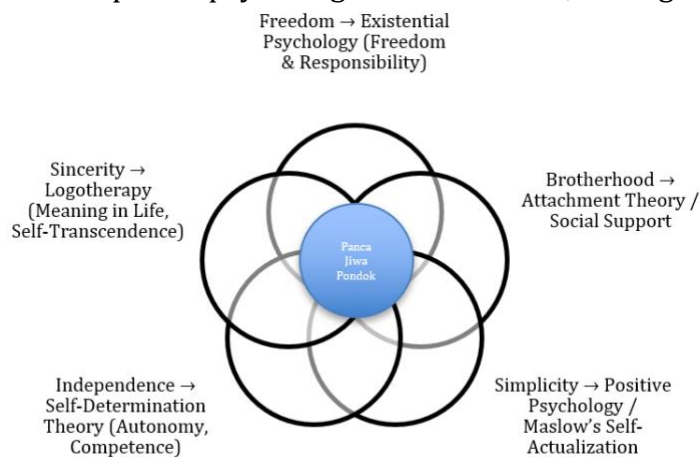 Freedom → Existential
Psychology (Freedom
& Responsibility)
Sincerity →
Logotherapy
(Meaning in Life,
Self-Transcendence)
Brotherhood →
Attachment Theory /
Social Support
Panca
Jiwa
Pondok
Independence →
Self-Determination
Theory (Autonomy,
Competence)
Simplicity → Positive
Psychology /
Maslow's Self-
Actualization